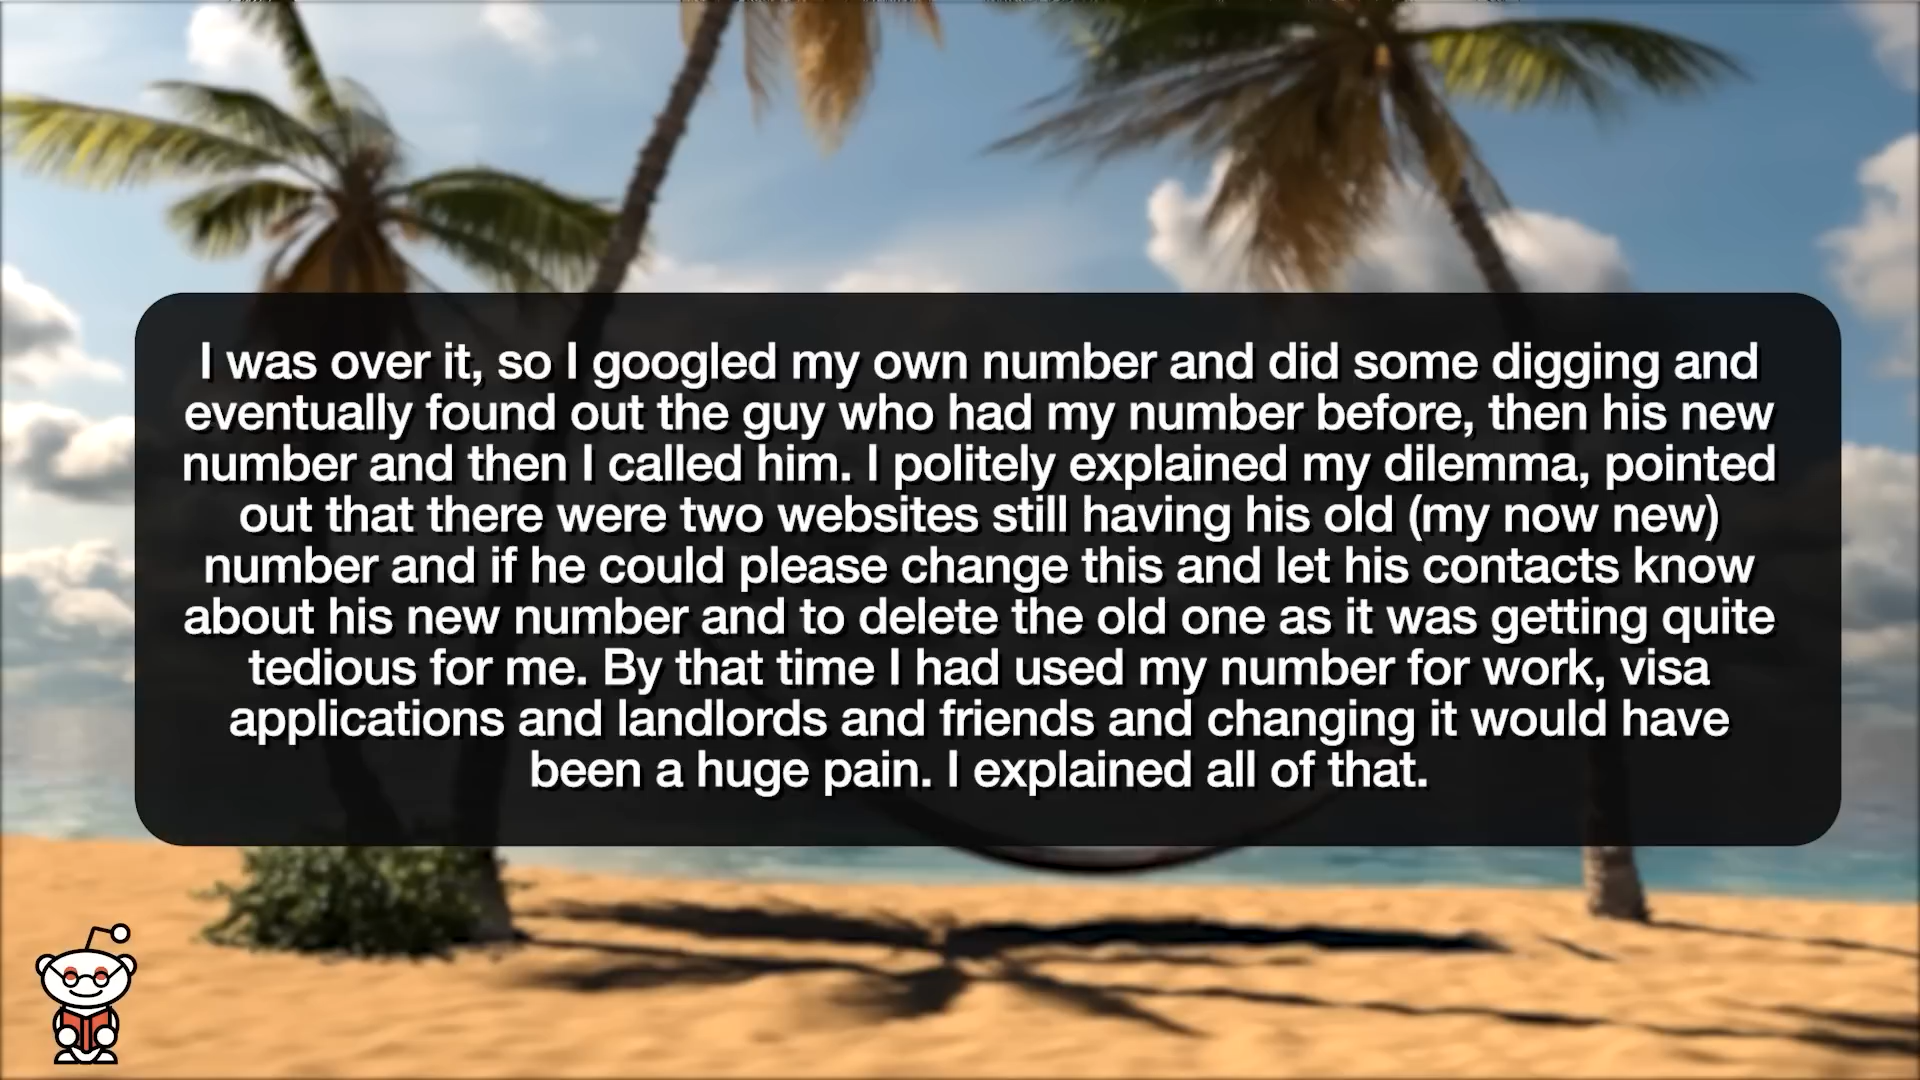 I was over it, so I googled my own number and did some digging and
eventually found out the guy who had my number before, then his new
number and then I called him. I politely explained my dilemma, pointed
out that there were two websites still having his old (my now new)
number and if he could please change this and let his contacts know
about his new number and to delete the old one as it was getting quite
tedious for me. By that time I had used my number for work, visa
applications and landlords and friends and changing it would have
been a huge pain. I explained all of that.